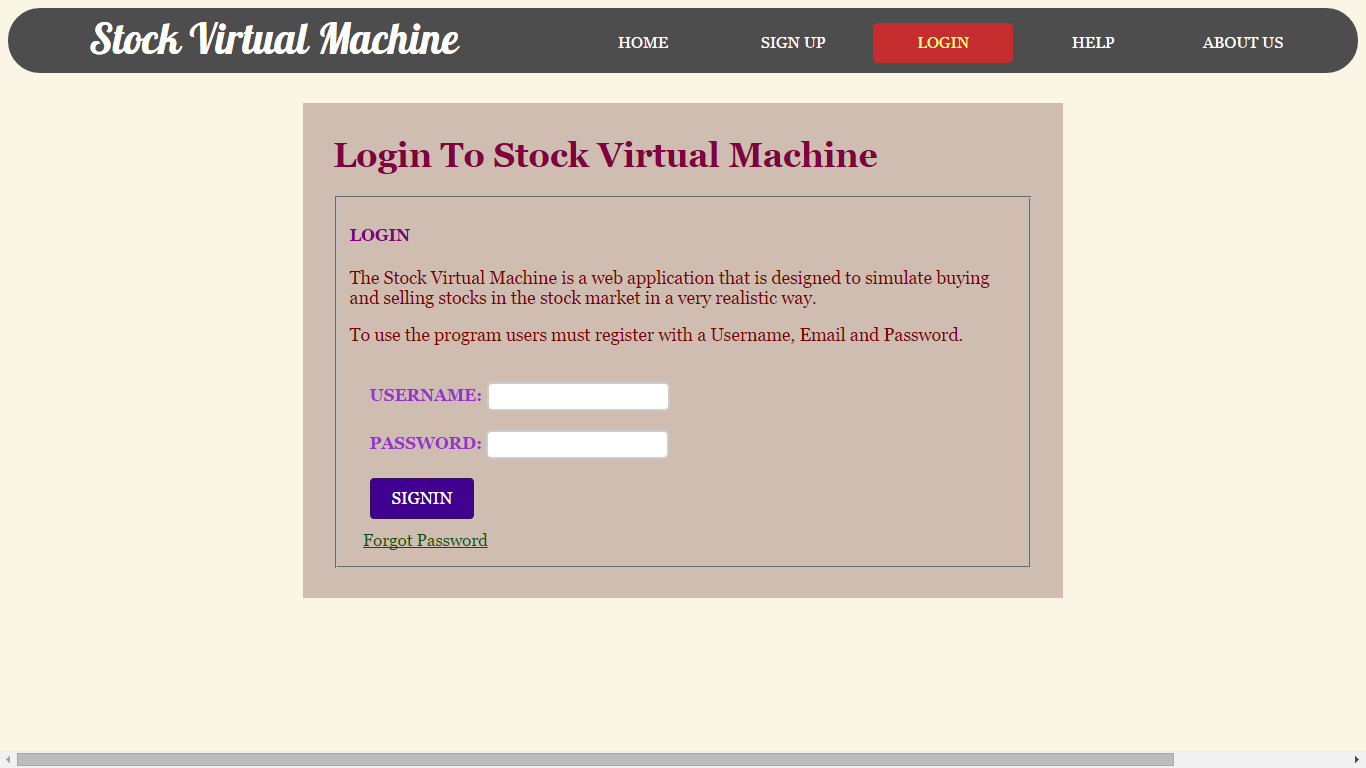 Stock Virtual Machine
HOME
SIGN UP
LOGIN
HELP
ABOUT US
Login To Stock Virtual Machine
LOGIN
The Stock Virtual Machine is a web application that is designed to simulate buying
and selling stocks in the stock market in a very realistic way.
To use the program users must register with a Username, Email and Password.
USERNAME:
PASSWORD:
SIGNIN
Forgot Password